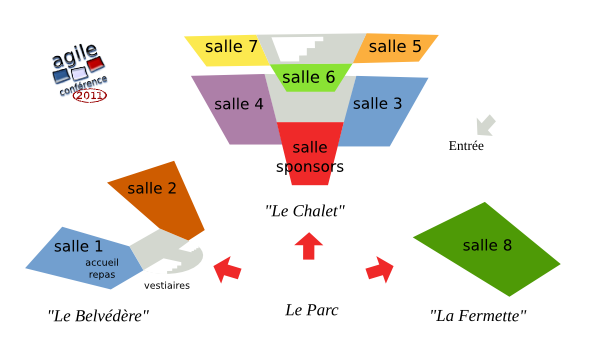 agile
conférence
2011
salle 7
salle 5
salle 6
salle 4
salle 3
salle
sponsors
Entrée
"Le Chalet"
salle 2
salle 1
accueil
repas
vestiaires
salle 8
"Le Belvédère"
Le Parc
"La Fermette"